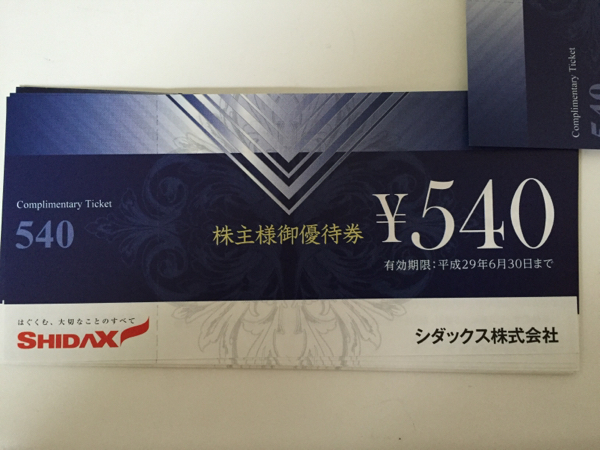 Complimentary Ticket
540
Complimentary Ticket
540
株主様御優待券
¥540
有効期限:平成29年6月30日まで
はぐくむ、大切なことのすべて
SHIDAX
シダックス株式会社